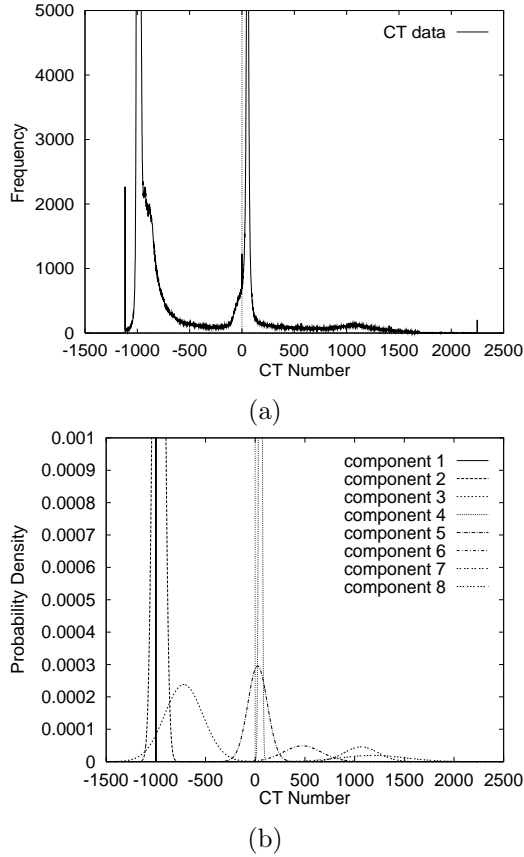 5000
4000
3000
2000
1000
0
Frequency
CT data
-1500 -1000 -500 0 500 1000 1500 2000 2500
CT Number
(a)
0.001
0.0009
0.0008
0.0007
0.0006
0.0005
0.0004
0.0003
0.0002
0.0001
0
Probability Density
component 1
component 2
component 3
component 4
component 5
component 6
component 7
component 8
-1500 -1000 -500 0 500 1000 1500 2000 2500
CT Number
(b)